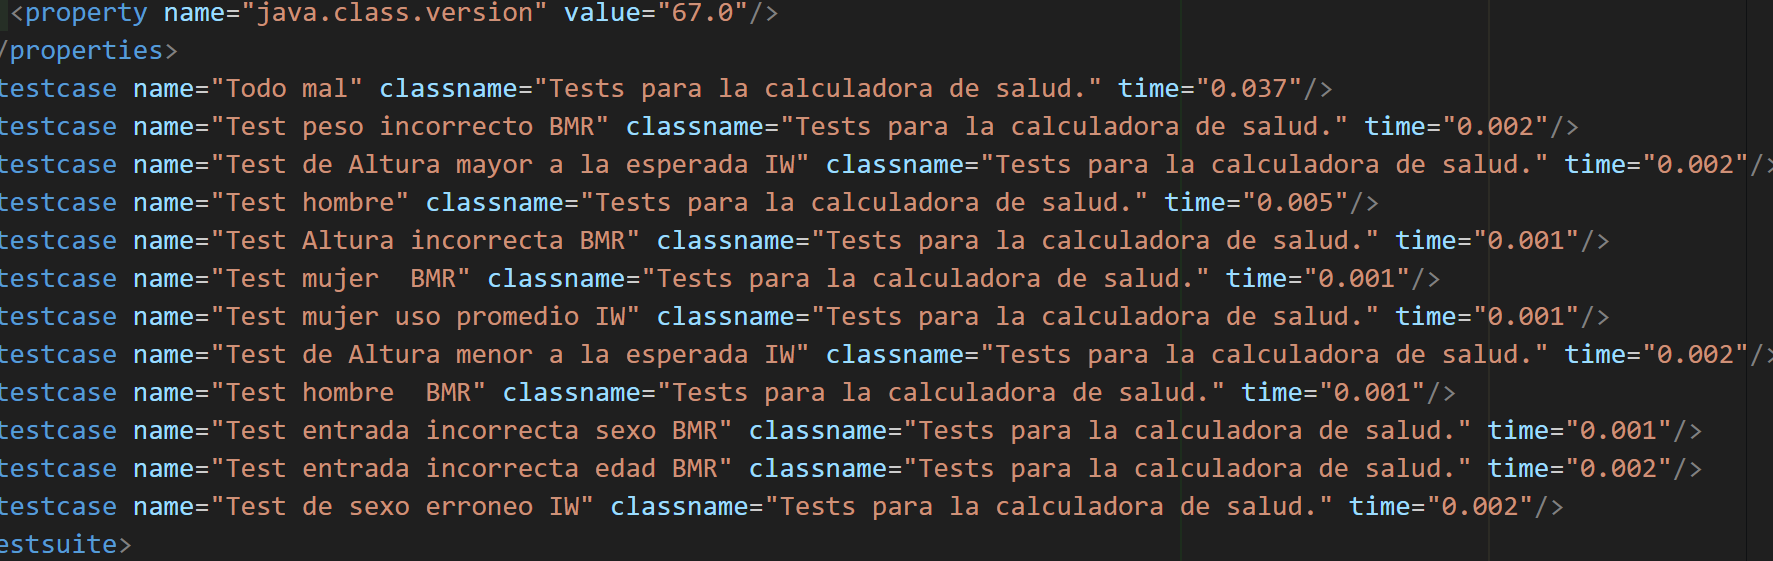 <property name="java.class.version" value="67.0"/>
/properties>
testcase name="Todo mal" classname="Tests para la calculadora de salud." time="0.037"/>
testcase name="Test peso incorrecto BMR" classname="Tests para la calculadora de salud." time="0.002"/>
testcase name="Test de Altura mayor a la esperada IW" classname="Tests para la calculadora de salud." time="0.002"/>
testcase name="Test hombre" classname="Tests para la calculadora de salud." time="0.005"/>
testcase name="Test Altura incorrecta BMR" classname="Tests para la calculadora de salud." time="0.001"/>
testcase name="Test mujer  BMR" classname="Tests para la calculadora de salud." time="0.001"/>
testcase name="Test mujer uso promedio IW" classname="Tests para la calculadora de salud." time="0.001"/>
testcase name="Test de Altura menor a la esperada IW" classname="Tests para la calculadora de salud." time="0.002"/>
testcase name="Test hombre  BMR" classname="Tests para la calculadora de salud." time="0.001"/>
testcase name="Test entrada incorrecta sexo BMR" classname="Tests para la calculadora de salud." time="0.001"/>
testcase name="Test entrada incorrecta edad BMR" classname="Tests para la calculadora de salud." time="0.002"/>
testcase name="Test de sexo erroneo IW" classname="Tests para la calculadora de salud." time="0.002"/>
estsuite>